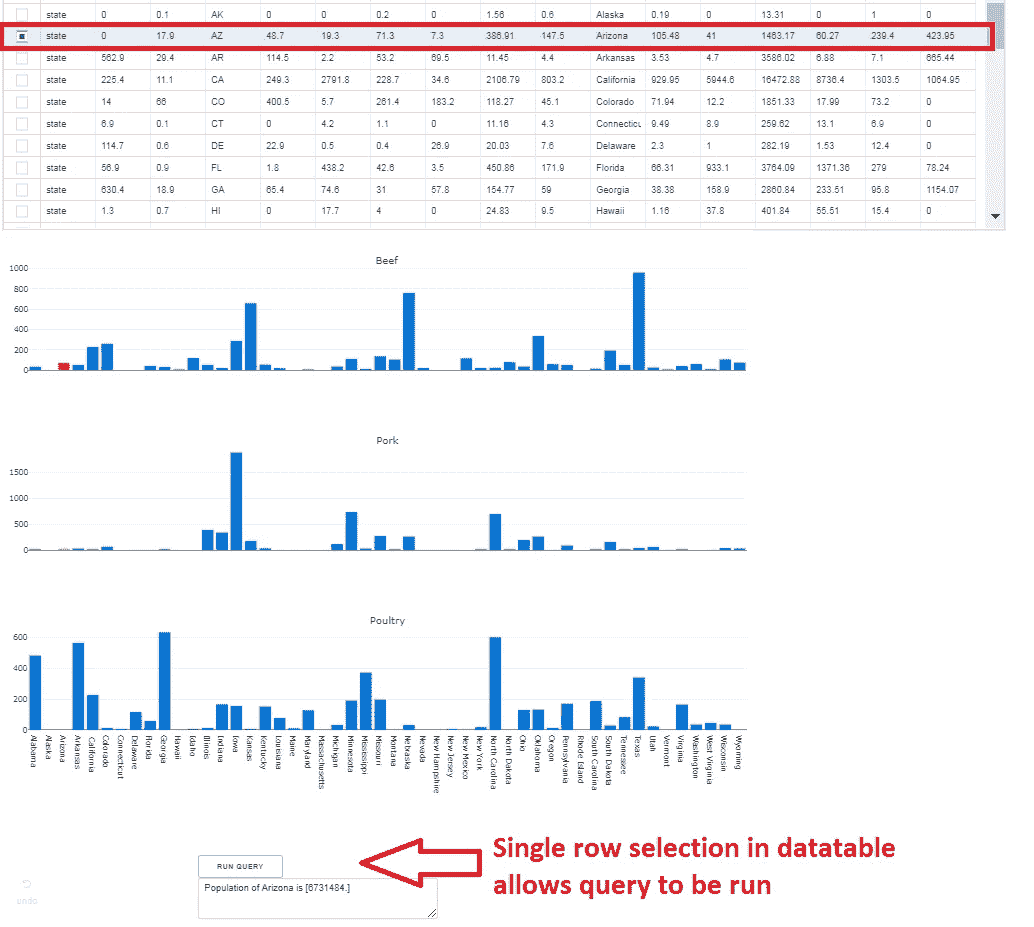 state 0 0.1 AK 0 0 0.2 0 1.56 0.6 Alaska 0.19 0 13.31 0 1 0
state 0 17.9 AZ 48.7 19.3 71.3 7.3 386.91 147.5 Arizona 105.48 41 1463.17 60.27 239.4 423.95
state 562.9 29.4 AR 114.5 2.2 53.2 69.5 11.45 4.4 Arkansas 3.53 4.7 3586.02 6.88 7.1 665.44
state 225.4 11.1 CA 249.3 2791.8 228.7 34.6 2106.79 803.2 California 929.95 5944.6 16472.88 8736.4 1303.5 1064.95
state 14 66 CO 400.5 5.7 261.4 183.2 118.27 45.1 Colorado 71.94 12.2 1851.33 17.99 73.2 0
state 6.9 0.1 CT 0 4.2 1.1 0 11.16 4.3 Connectic 9.49 8.9 259.62 13.1 6.9 0
state 114.7 0.6 DE 22.9 0.5 0.4 26.9 20.03 7.6 Delaware 2.3 1 282.19 1.53 12.4 0
state 56.9 0.9 FL 1.8 438.2 42.6 3.5 450.86 171.9 Florida 66.31 933.1 3764.09 1371.36 279 78.24
state 630.4 18.9 GA 65.4 74.6 31 57.8 154.77 59 Georgia 38.38 158.9 2860.84 233.51 95.8 1154.07
state 1.3 0.7 HI 0 17.7 4 0 24.83 9.5 Hawaii 1.16 37.8 401.84 55.51 15.4 0
Beef
1000
800
600
400
200
0
Pork
1500
1000
500
0
Poultry
600
400
200
0
Alabama
Alaska
Arizona
Arkansas
California
Colorado
Connecticut
Delaware
Florida
Georgia
Hawaii
Idaho
Illinois
Indiana
Iowa
Kansas
Kentucky
Louisiana
Maine
Maryland
Massachusetts
Michigan
Minnesota
Mississippi
Missouri
Montana
Nebraska
Nevada
New Hampshire
New Jersey
New Mexico
New York
North Carolina
North Dakota
Ohio
Oklahoma
Oregon
Pennsylvania
Rhode Island
South Carolina
South Dakota
Tennessee
Texas
Utah
Vermont
Virginia
Washington
West Virginia
Wisconsin
Wyoming
RUN QUERY
Population of Arizona is [6731484.]
undo
Single row selection in datatable
allows query to be run